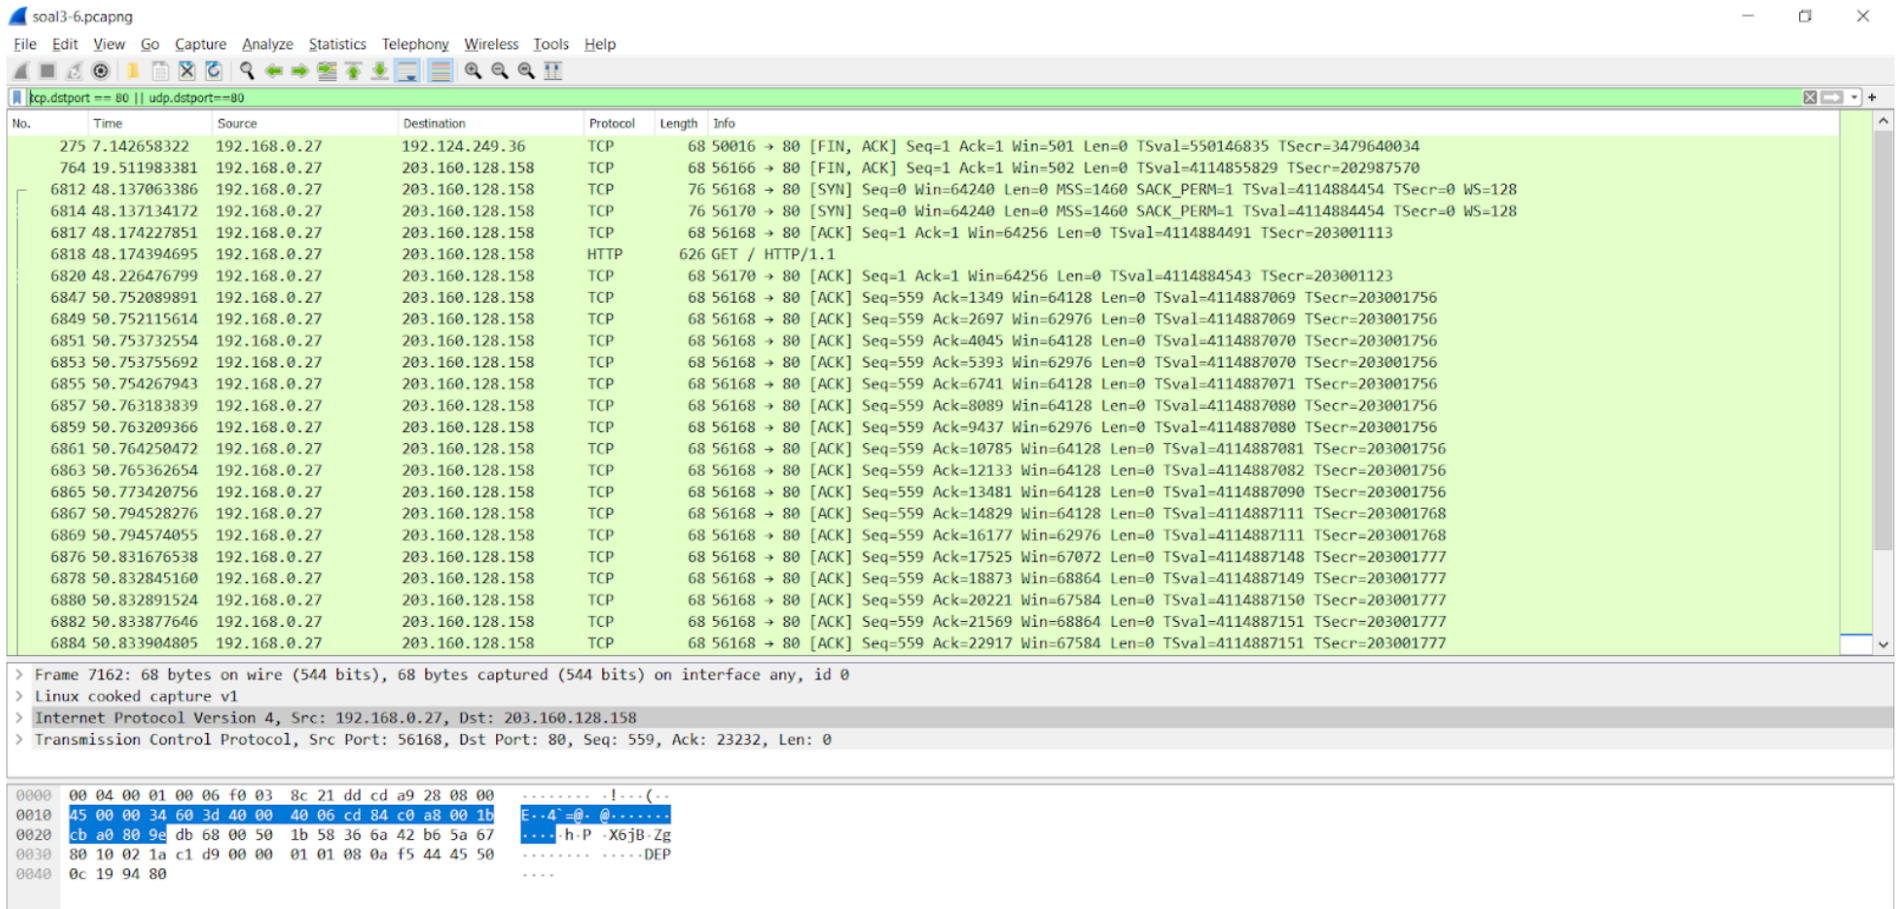 soal3-6.pcapng
File Edit View Go Capture Analyze Statistics Telephony Wireless Tools Help
tcp.dstport == 80 || udp.dstport==80
No. Time Source Destination Protocol Length Info
275 7.142658322 192.168.0.27 192.124.249.36 TCP 68 50016 → 80 [FIN, ACK] Seq=1 Ack=1 Win=501 Len=0 TSval=550146835 TSecr=3479640034
764 19.511983381 192.168.0.27 203.160.128.158 TCP 68 56166 → 80 [FIN, ACK] Seq=1 Ack=1 Win=502 Len=0 TSval=4114855829 TSecr=202987570
6812 48.137063386 192.168.0.27 203.160.128.158 TCP 76 56168 → 80 [SYN] Seq=0 Win=64240 Len=0 MSS=1460 SACK_PERM=1 TSval=4114884454 TSecr=0 WS=128
6814 48.137134172 192.168.0.27 203.160.128.158 TCP 76 56170 → 80 [SYN] Seq=0 Win=64240 Len=0 MSS=1460 SACK_PERM=1 TSval=4114884454 TSecr=0 WS=128
6817 48.174227851 192.168.0.27 203.160.128.158 TCP 68 56168 → 80 [ACK] Seq=1 Ack=1 Win=64256 Len=0 TSval=4114884491 TSecr=203001113
6818 48.174394695 192.168.0.27 203.160.128.158 HTTP 626 GET / HTTP/1.1
6820 48.226476799 192.168.0.27 203.160.128.158 TCP 68 56170 → 80 [ACK] Seq=1 Ack=1 Win=64256 Len=0 TSval=4114884543 TSecr=203001123
6847 50.752089891 192.168.0.27 203.160.128.158 TCP 68 56168 → 80 [ACK] Seq=559 Ack=1349 Win=64128 Len=0 TSval=4114887069 TSecr=203001756
6849 50.752115614 192.168.0.27 203.160.128.158 TCP 68 56168 → 80 [ACK] Seq=559 Ack=2697 Win=62976 Len=0 TSval=4114887069 TSecr=203001756
6851 50.753732554 192.168.0.27 203.160.128.158 TCP 68 56168 → 80 [ACK] Seq=559 Ack=4045 Win=64128 Len=0 TSval=4114887070 TSecr=203001756
6853 50.753755692 192.168.0.27 203.160.128.158 TCP 68 56168 → 80 [ACK] Seq=559 Ack=5393 Win=62976 Len=0 TSval=4114887070 TSecr=203001756
6855 50.754267943 192.168.0.27 203.160.128.158 TCP 68 56168 → 80 [ACK] Seq=559 Ack=6741 Win=64128 Len=0 TSval=4114887071 TSecr=203001756
6857 50.763183839 192.168.0.27 203.160.128.158 TCP 68 56168 → 80 [ACK] Seq=559 Ack=8089 Win=64128 Len=0 TSval=4114887080 TSecr=203001756
6859 50.763209366 192.168.0.27 203.160.128.158 TCP 68 56168 → 80 [ACK] Seq=559 Ack=9437 Win=62976 Len=0 TSval=4114887080 TSecr=203001756
6861 50.764250472 192.168.0.27 203.160.128.158 TCP 68 56168 → 80 [ACK] Seq=559 Ack=10785 Win=64128 Len=0 TSval=4114887081 TSecr=203001756
6863 50.765362654 192.168.0.27 203.160.128.158 TCP 68 56168 → 80 [ACK] Seq=559 Ack=12133 Win=64128 Len=0 TSval=4114887082 TSecr=203001756
6865 50.773420756 192.168.0.27 203.160.128.158 TCP 68 56168 → 80 [ACK] Seq=559 Ack=13481 Win=64128 Len=0 TSval=4114887090 TSecr=203001756
6867 50.794528276 192.168.0.27 203.160.128.158 TCP 68 56168 → 80 [ACK] Seq=559 Ack=14829 Win=64128 Len=0 TSval=4114887111 TSecr=203001768
6869 50.794574055 192.168.0.27 203.160.128.158 TCP 68 56168 → 80 [ACK] Seq=559 Ack=16177 Win=62976 Len=0 TSval=4114887111 TSecr=203001768
6876 50.831676538 192.168.0.27 203.160.128.158 TCP 68 56168 → 80 [ACK] Seq=559 Ack=17525 Win=67072 Len=0 TSval=4114887148 TSecr=203001777
6878 50.832845160 192.168.0.27 203.160.128.158 TCP 68 56168 → 80 [ACK] Seq=559 Ack=18873 Win=68864 Len=0 TSval=4114887149 TSecr=203001777
6880 50.832891524 192.168.0.27 203.160.128.158 TCP 68 56168 → 80 [ACK] Seq=559 Ack=20221 Win=67584 Len=0 TSval=4114887150 TSecr=203001777
6882 50.833877646 192.168.0.27 203.160.128.158 TCP 68 56168 → 80 [ACK] Seq=559 Ack=21569 Win=68864 Len=0 TSval=4114887151 TSecr=203001777
6884 50.833904805 192.168.0.27 203.160.128.158 TCP 68 56168 → 80 [ACK] Seq=559 Ack=22917 Win=67584 Len=0 TSval=4114887151 TSecr=203001777
> Frame 7162: 68 bytes on wire (544 bits), 68 bytes captured (544 bits) on interface any, id 0
> Linux cooked capture v1
> Internet Protocol Version 4, Src: 192.168.0.27, Dst: 203.160.128.158
> Transmission Control Protocol, Src Port: 56168, Dst Port: 80, Seq: 559, Ack: 23232, Len: 0
0000 00 04 00 01 00 06 f0 03 8c 21 dd cd a9 28 08 00 ········ ·!···(··
0010 45 00 00 34 60 3d 40 00 40 06 cd 84 c0 a8 00 1b E··4`=@· @·······
0020 cb a0 80 9e db 68 00 50 1b 58 36 6a 42 b6 5a 67 ·····h·P ·X6jB·Zg
0030 80 10 02 1a c1 d9 00 00 01 01 08 0a f5 44 45 50 ········ ·····DEP
0040 0c 19 94 80 ····